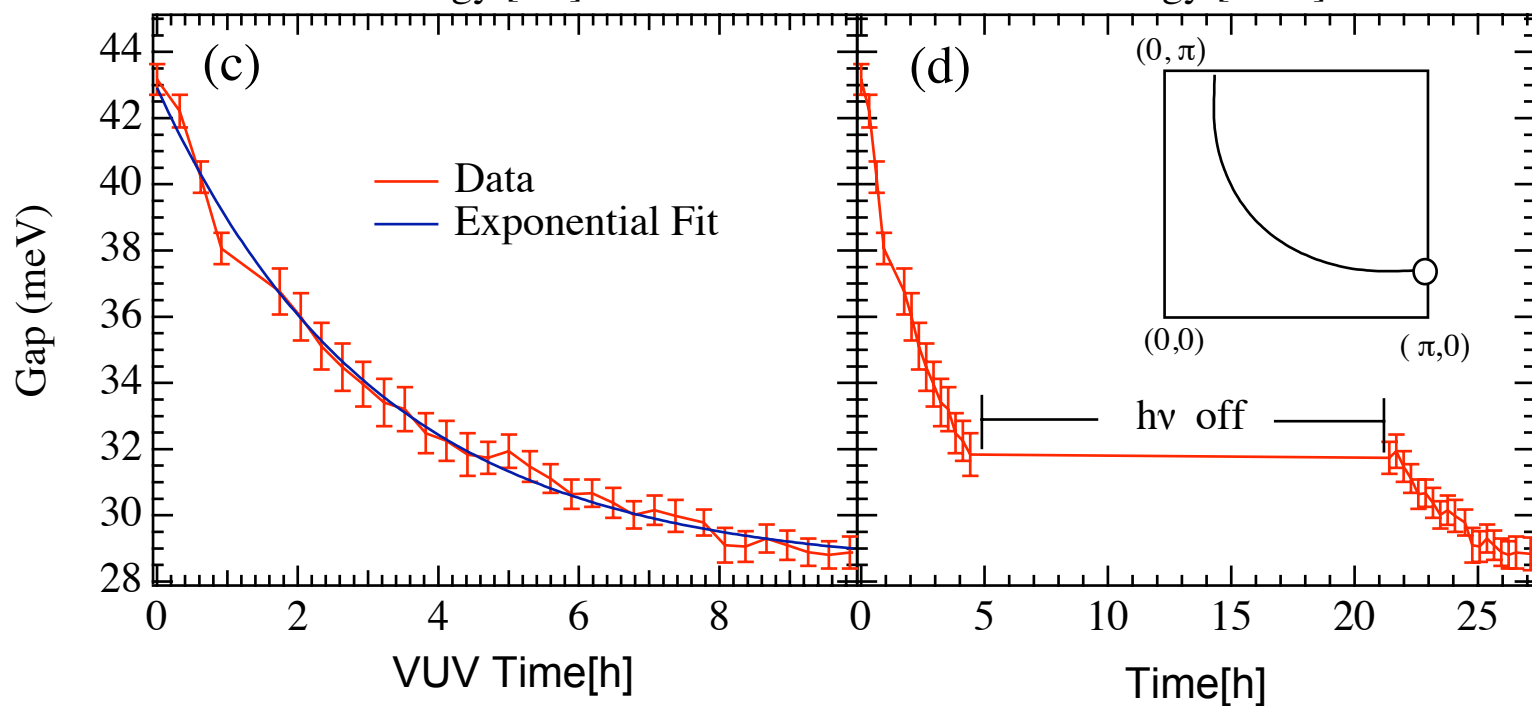 (c)
44
42
40
38
36
34
32
30
28
Gap (meV)
Data
Exponential Fit
0
2
4
6
8
VUV Time[h]
(d)
(0, π)
(0,0)
( π,0)
hν off
0
5
10
15
20
25
Time[h]